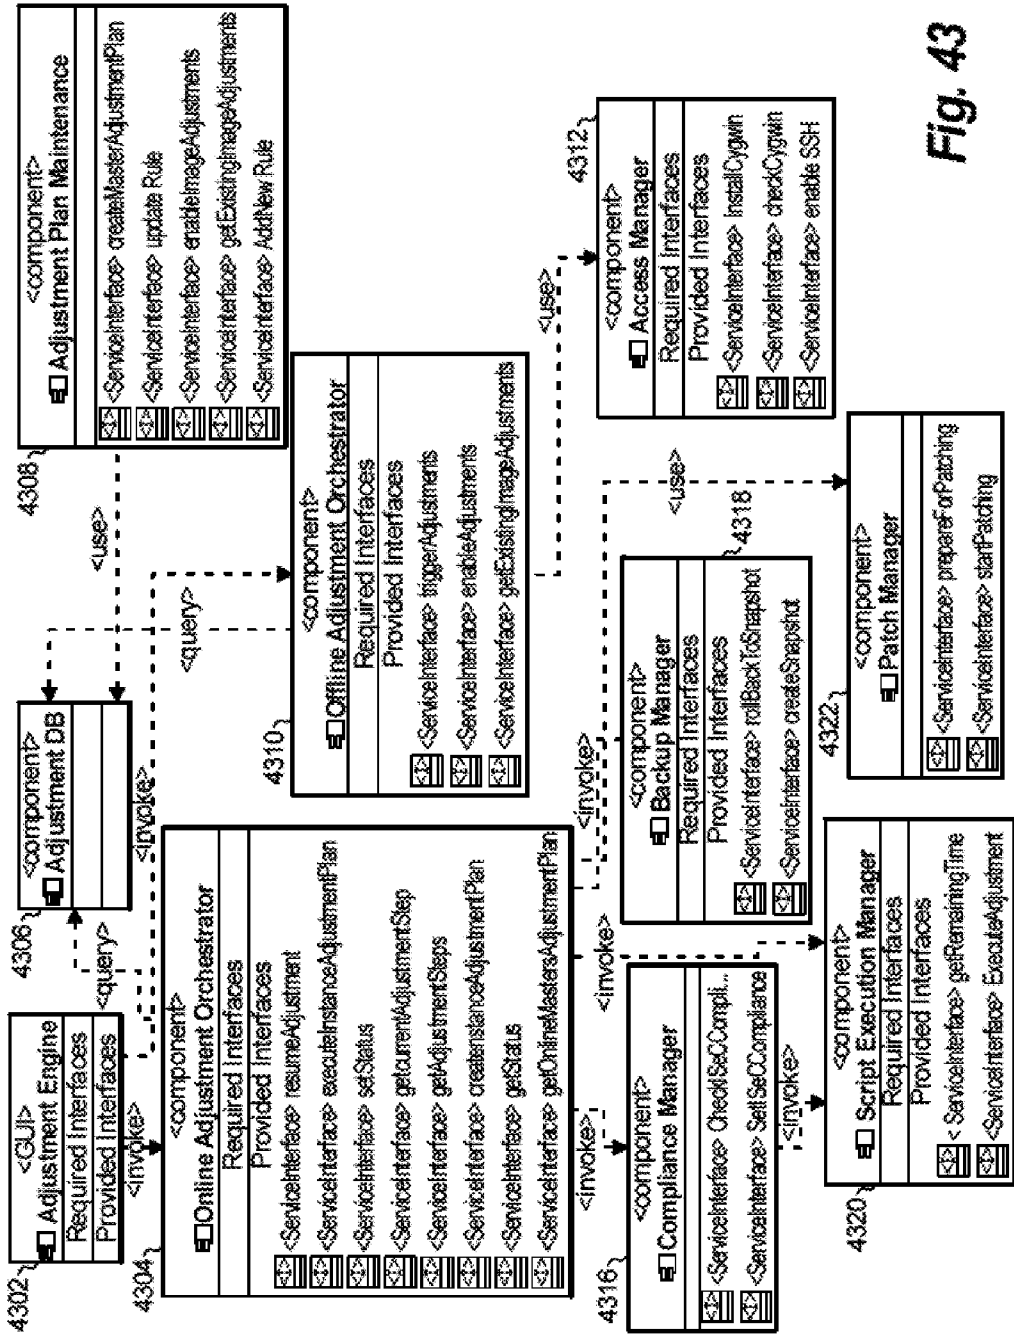 4302
<GUI>
Adjustment Engine
Required Interfaces
Provided Interfaces
<invoke>
<query>
<invoke>
4306
<component>
Adjustment DB
<use>
4308
<component>
Adjustment Plan Maintenance
<ServiceInterface> createMasterAdjustmentPlan
<ServiceInterface> update Rule
<ServiceInterface> enableImageAdjustments
<ServiceInterface> getExistingImageAdjustments
<ServiceInterface> AddNew Rule
4304
<component>
Online Adjustment Orchestrator
Required Interfaces
Provided Interfaces
<ServiceInterface> resumeAdjustment
<ServiceInterface> executeInstanceAdjustmentPlan
<ServiceInterface> setStatus
<ServiceInterface> getcurrentAdjustmentStep
<ServiceInterface> getAdjustmentSteps
<ServiceInterface> createInstanceAdjustmentPlan
<ServiceInterface> getStatus
<ServiceInterface> getOnlineMastersAdjustmentPlan
<query>
4310
<component>
Offline Adjustment Orchestrator
Required Interfaces
Provided Interfaces
<ServiceInterface> triggerAdjustments
<ServiceInterface> enableAdjustments
<ServiceInterface> getExistingImageAdjustments
<use>
<invoke>
<invoke>
<invoke>
<use>
4312
<component>
Access Manager
Required Interfaces
Provided Interfaces
<ServiceInterface> InstallCygwin
<ServiceInterface> checkCygwin
<ServiceInterface> enable SSH
4316
<component>
Compliance Manager
<ServiceInterface> CheckISeCCompli...
<ServiceInterface> SetISeCCompliance
<invoke>
4318
<component>
Backup Manager
Required Interfaces
Provided Interfaces
<ServiceInterface> rollBackToSnapshot
<ServiceInterface> createSnapshot
4320
<component>
Script Execution Manager
Required Interfaces
Provided Interfaces
< ServiceInterface> getRemainingTime
<ServiceInterface> ExecuteAdjustment
4322
<component>
Patch Manager
<ServiceInterface> prepareForPatching
<ServiceInterface> startPatching
Fig. 43